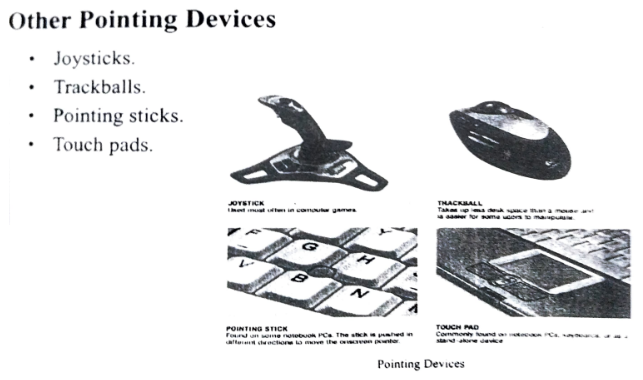 Other Pointing Devices
• Joysticks.
• Trackballs.
• Pointing sticks.
• Touch pads.
JOYSTICK
Used most often in computer games.
TRACKBALL
Takes up less desk space than a mouse and
is easier for some users to manipulate.
F Y
G H
V B N
POINTING STICK
Found on some notebook PCs. The stick is pushed in
different directions to move the onscreen pointer.
TOUCH PAD
Commonly found on notebook PCs, keyboards, or as a
stand-alone device
Pointing Devices